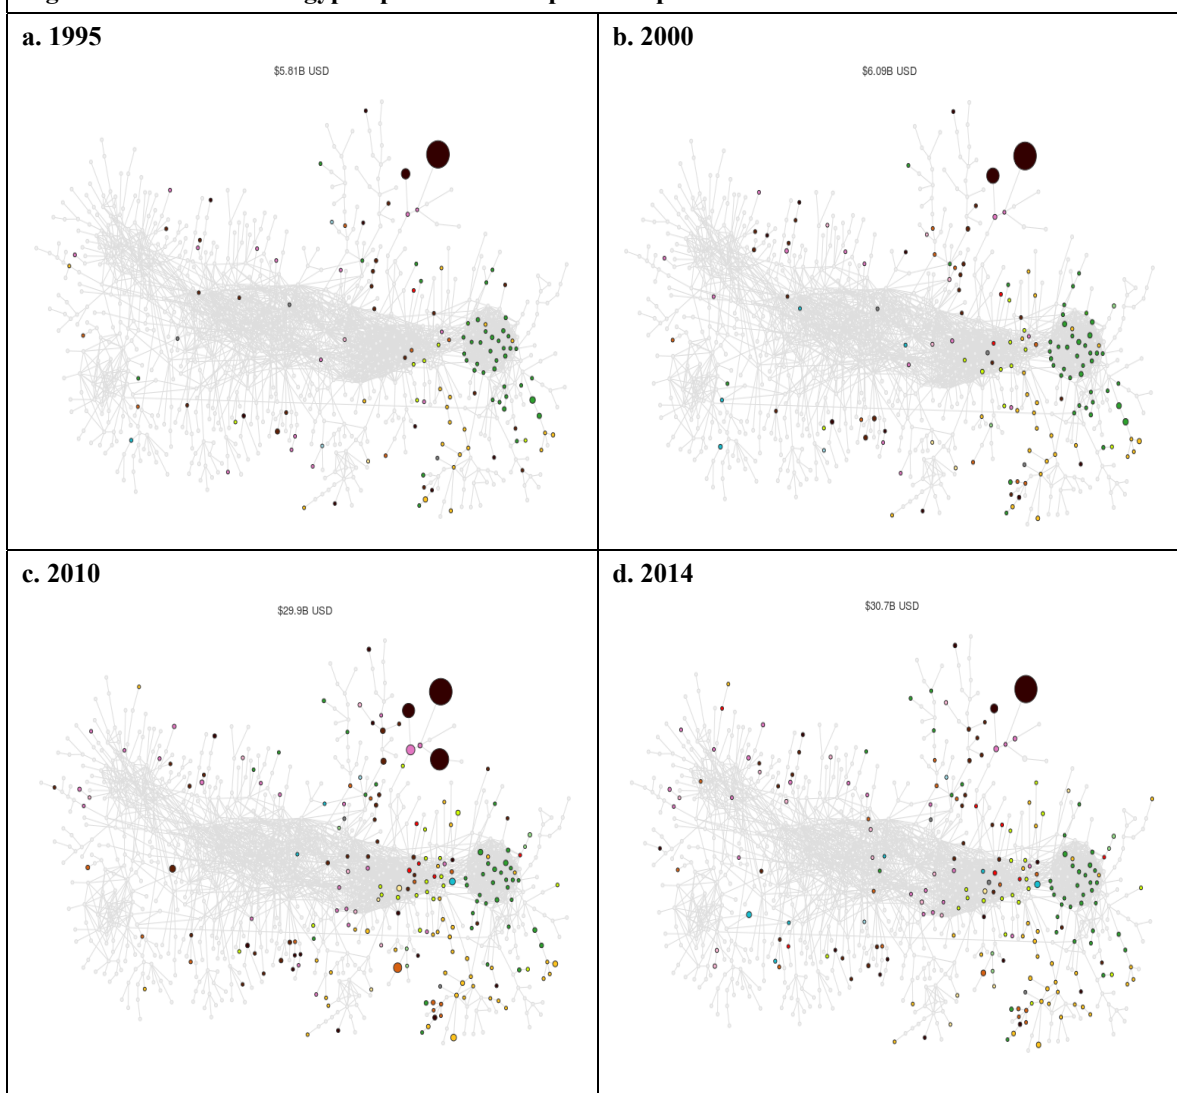 a. 1995
b. 2000
$5.81B USD
$6.09B USD
c. 2010
d. 2014
$29.9B USD
$30.7B USD